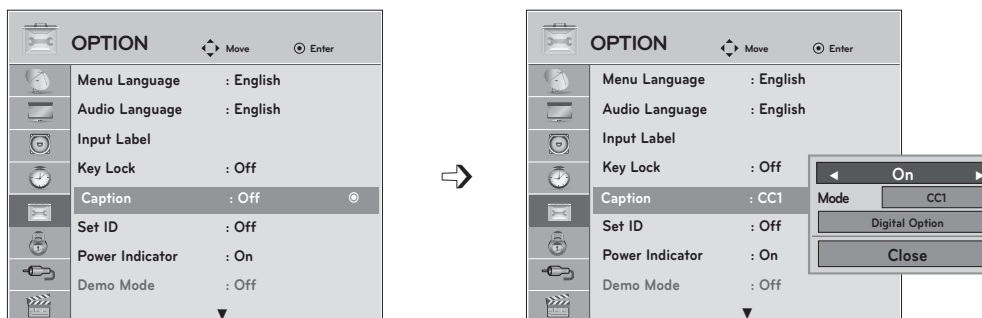 OPTION Move Enter
Menu Language : English
Audio Language : English
Input Label
Key Lock : Off
Caption : Off
Set ID : Off
Power Indicator : On
Demo Mode : Off
OPTION Move Enter
Menu Language : English
Audio Language : English
Input Label
Key Lock : Off
Caption : CC1
Set ID : Off
Power Indicator : On
Demo Mode : Off
On
Mode CC1
Digital Option
Close